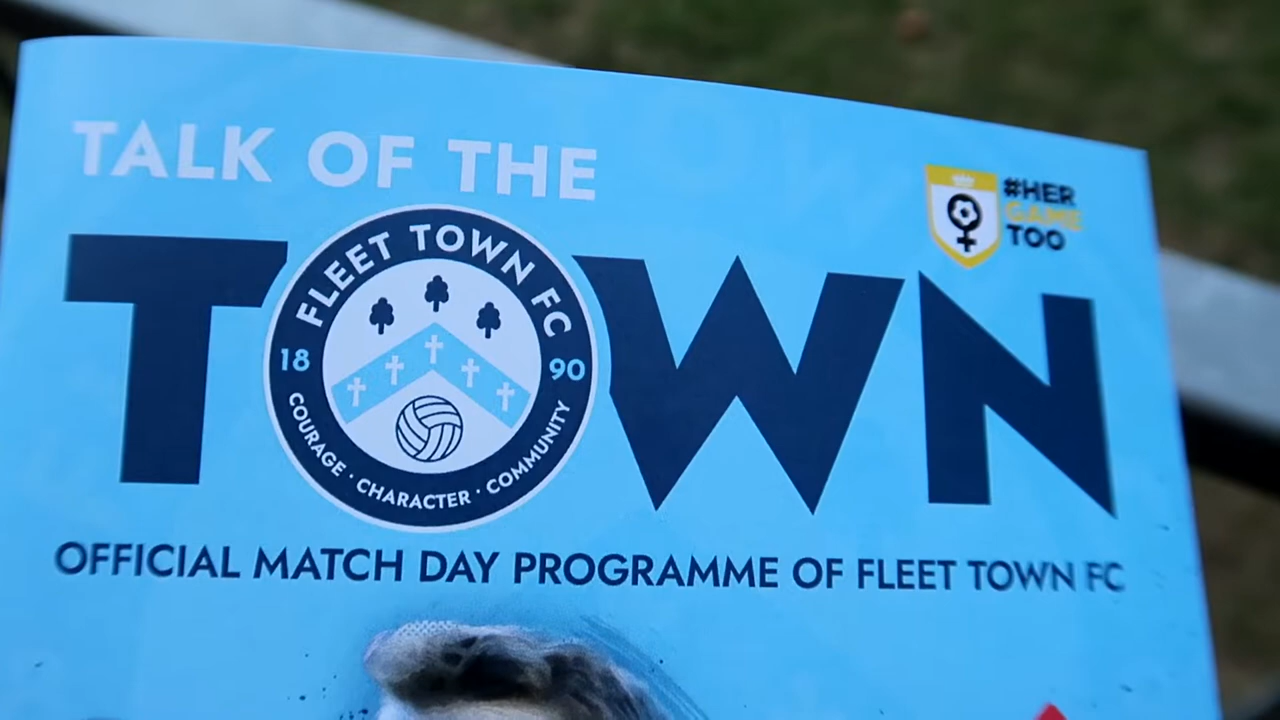 TALK OF THE
#HER
GAME
TOO
TOWN
FLEET TOWN FC
18 90
COURAGE · CHARACTER · COMMUNITY
OFFICIAL MATCH DAY PROGRAMME OF FLEET TOWN FC